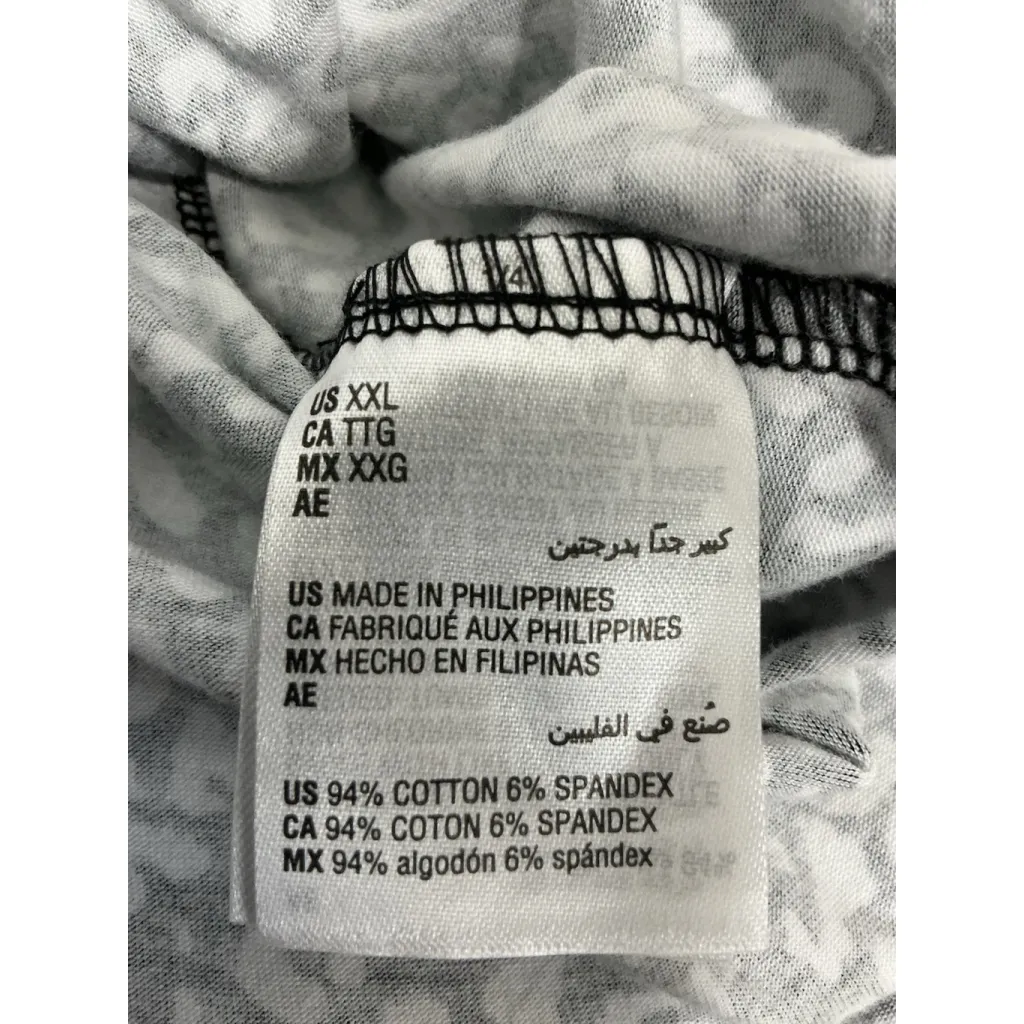 US XXL
CA TTG
MX XXG
AE
كبير جدًا بدرجتين
US MADE IN PHILIPPINES
CA FABRIQUÉ AUX PHILIPPINES
MX HECHO EN FILIPINAS
AE
صُنع في الفليبين
US 94% COTTON 6% SPANDEX
CA 94% COTON 6% SPANDEX
MX 94% algodón 6% spándex